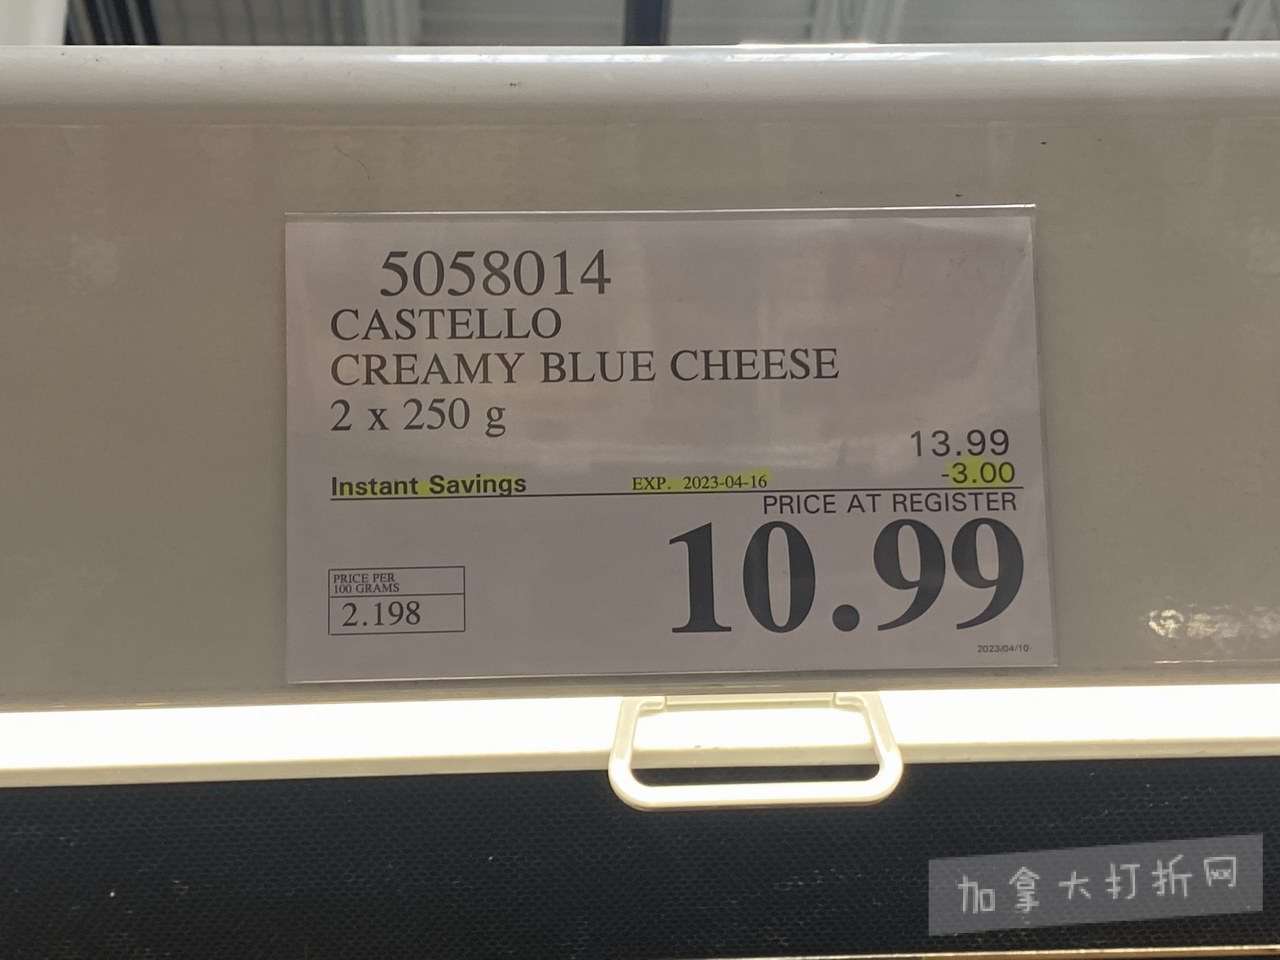 5058014
CASTELLO
CREAMY BLUE CHEESE
2 x 250 g
13.99
Instant Savings EXP. 2023-04-16 -3.00
PRICE AT REGISTER
10.99
PRICE PER
100 GRAMS
2.198
2023/04/10
加拿大打折网